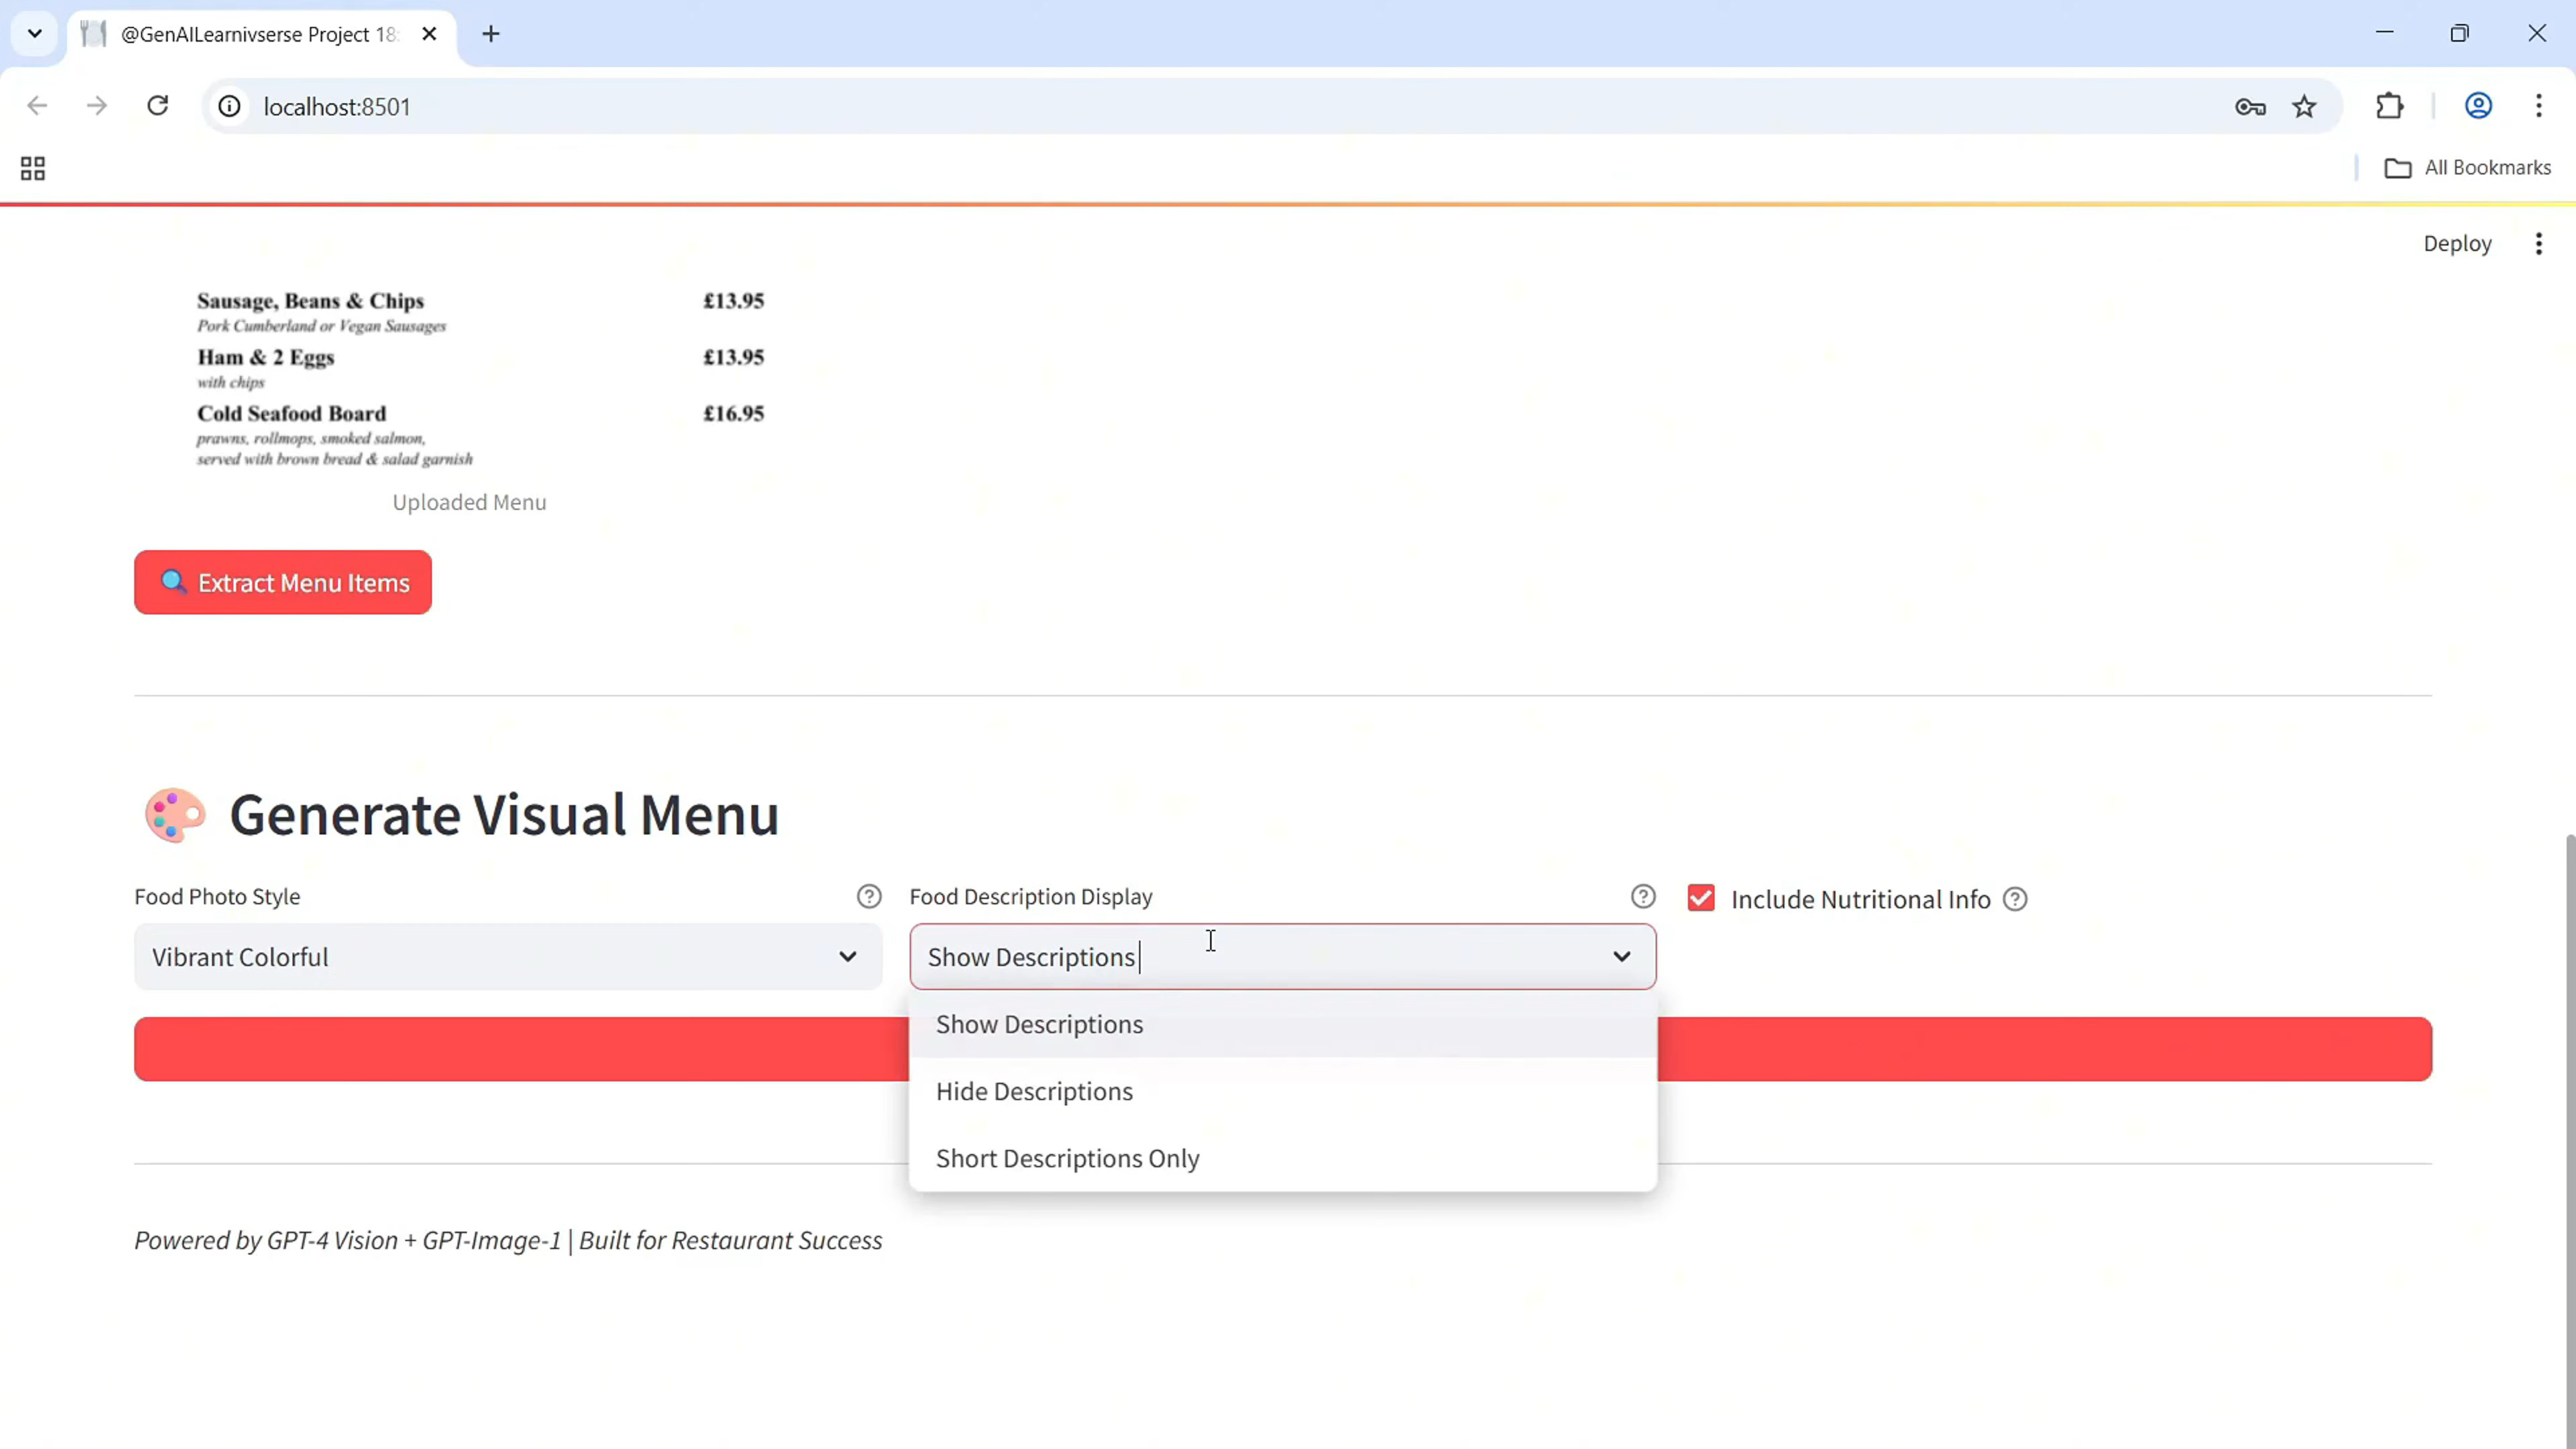 @GenAILearnivserse Project 18:
localhost:8501
All Bookmarks
Deploy
Sausage, Beans & Chips £13.95
Pork Cumberland or Vegan Sausages
Ham & 2 Eggs £13.95
with chips
Cold Seafood Board £16.95
prawns, rollmops, smoked salmon,
served with brown bread & salad garnish
Uploaded Menu
Extract Menu Items
Generate Visual Menu
Food Photo Style
Vibrant Colorful
Food Description Display
Show Descriptions
Show Descriptions
Hide Descriptions
Short Descriptions Only
Include Nutritional Info
Powered by GPT-4 Vision + GPT-Image-1 | Built for Restaurant Success